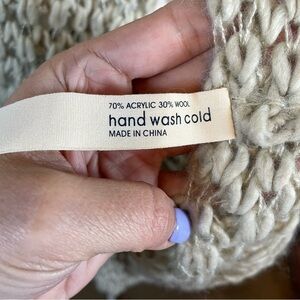 70% ACRYLIC 30% WOOL
hand wash cold
MADE IN CHINA